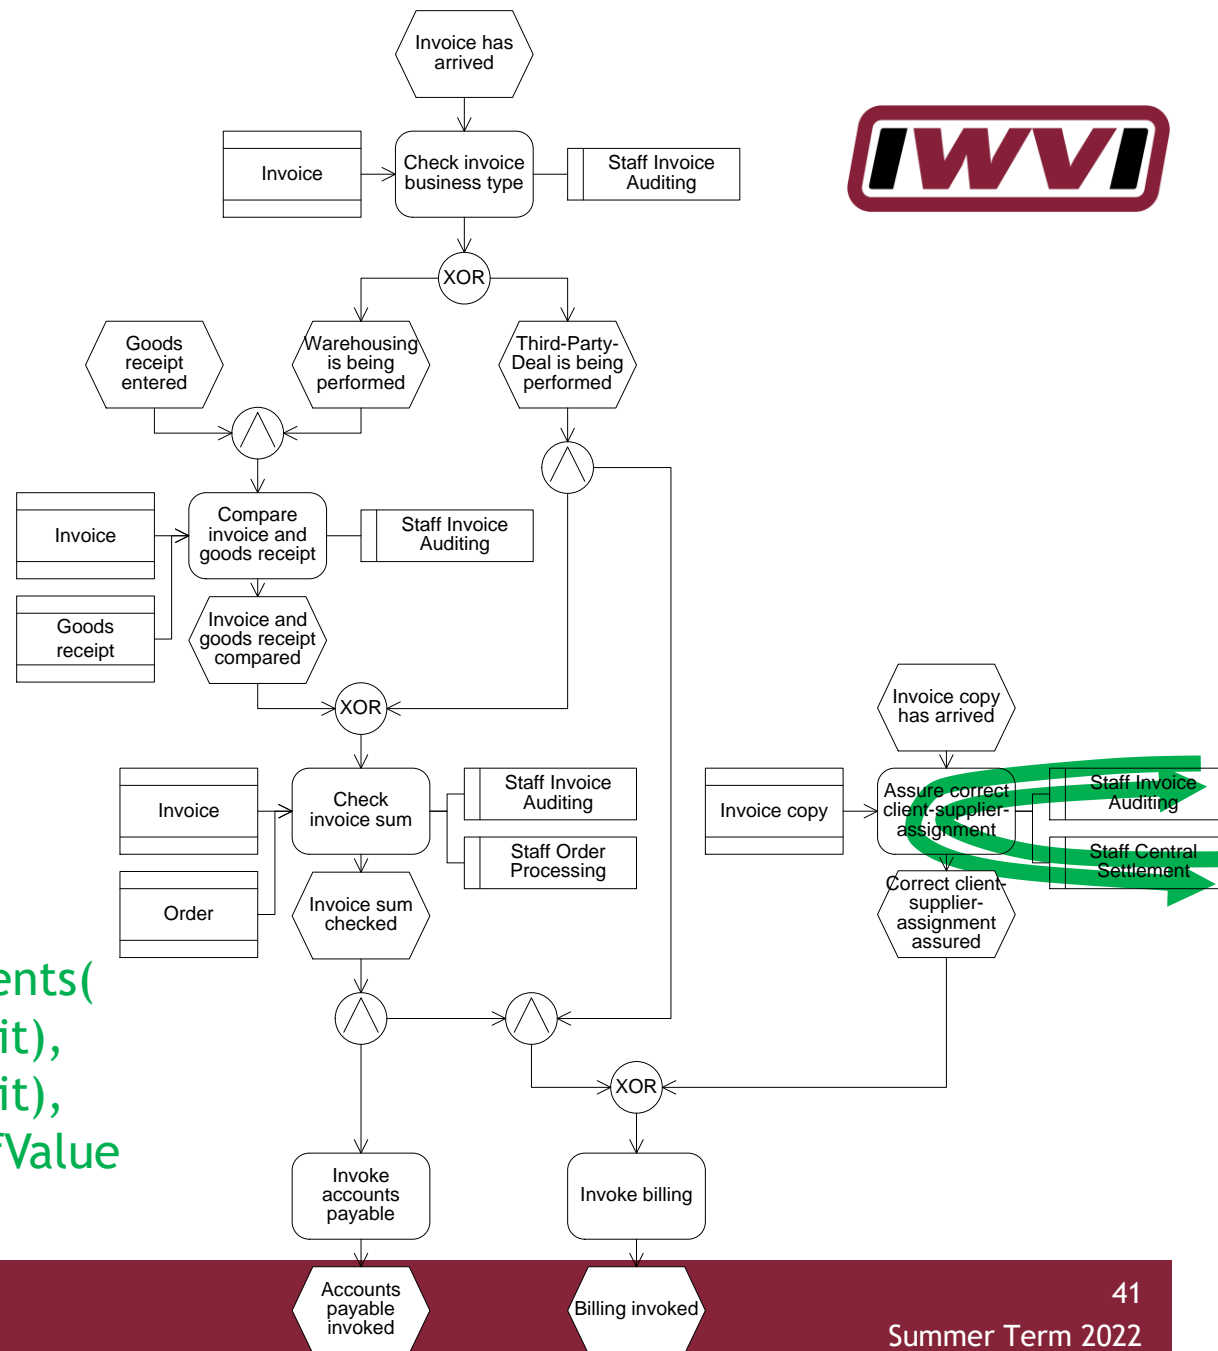 Invoice has
arrived
IWVI
Invoice
Check invoice
business type
Staff Invoice
Auditing
XOR
Goods
receipt
entered
Warehousing
is being
performed
Third-Party-
Deal is being
performed
Invoice
Compare
invoice and
goods receipt
Staff Invoice
Auditing
Goods
receipt
Invoice and
goods receipt
compared
XOR
Invoice copy
has arrived
Invoice
Check
invoice sum
Staff Invoice
Auditing
Staff Order
Processing
Invoice copy
Assure correct
client-supplier-
assignment
Staff Invoice
Auditing
Staff Central
Settlement
Order
Invoice sum
checked
Correct client-
supplier-
assignment
assured
ents(
it),
it),
fValue
XOR
Invoke
accounts
payable
Invoke billing
Accounts
payable
invoked
Billing invoked
41
Summer Term 2022